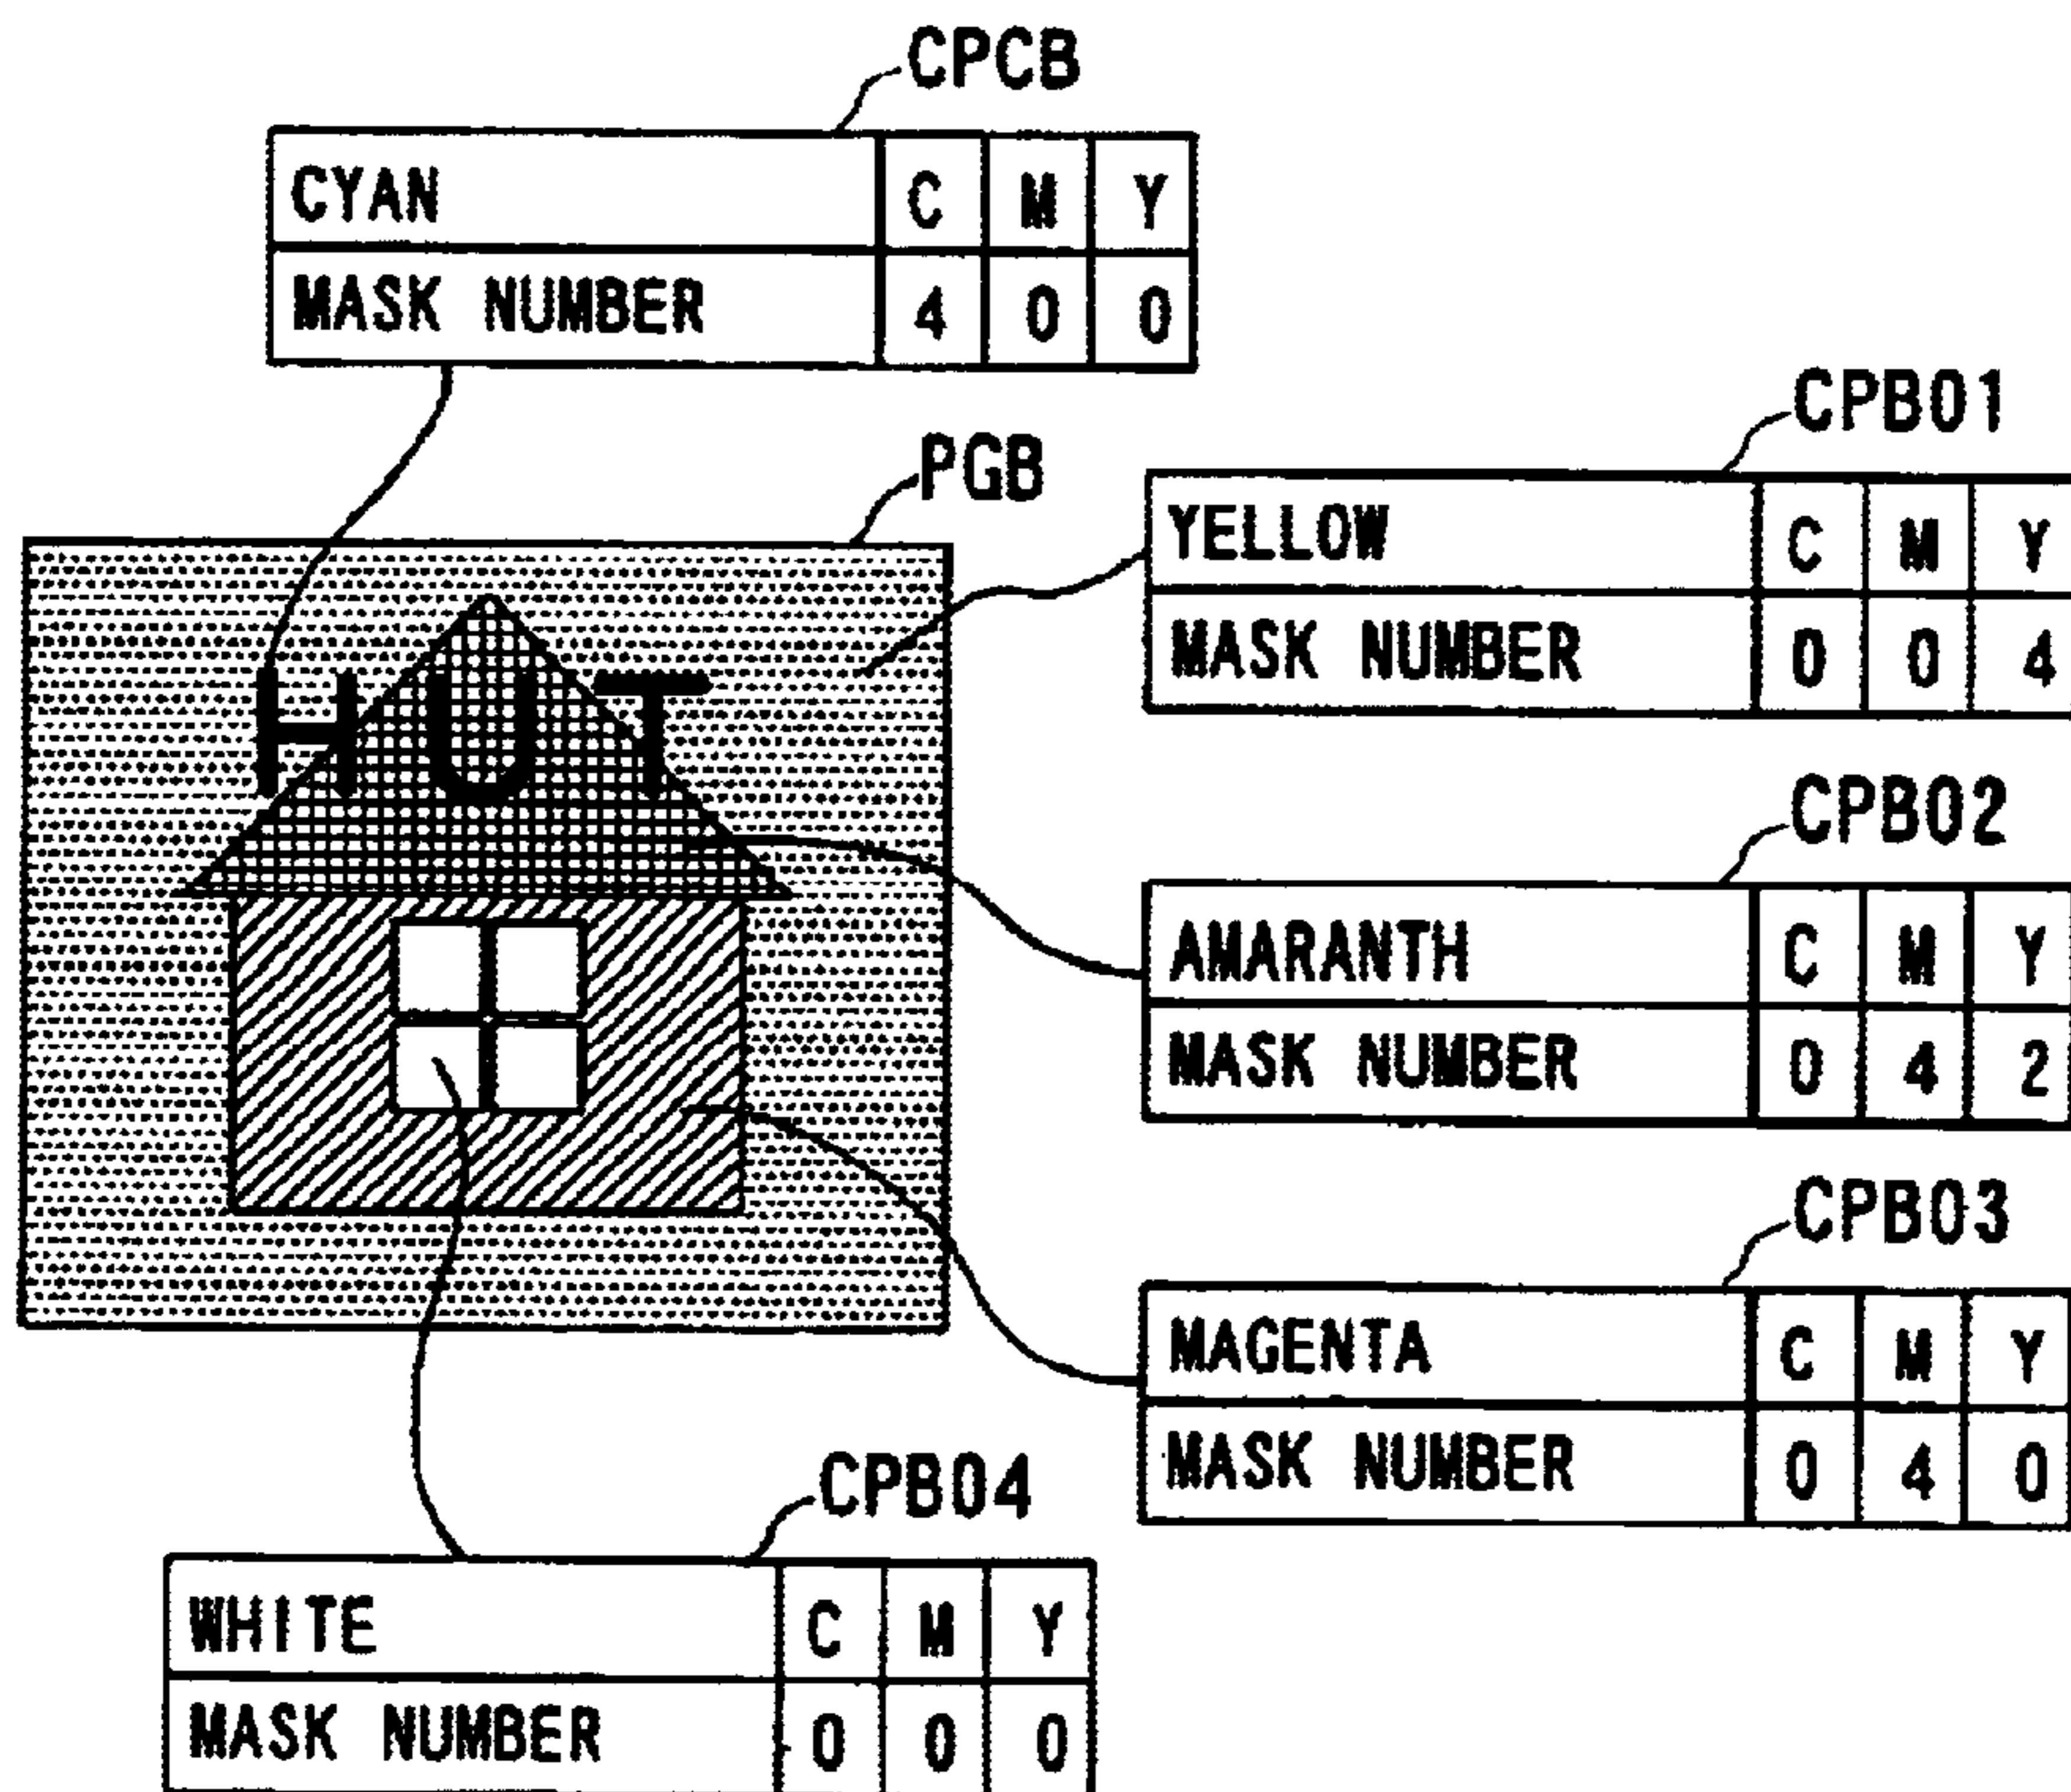 CPCB
CYAN C M Y
MASK NUMBER 4 0 0
CPB01
PGB
YELLOW C M Y
MASK NUMBER 0 0 4
HUT
CPB02
AMARANTH C M Y
MASK NUMBER 0 4 2
CPB03
MAGENTA C M Y
MASK NUMBER 0 4 0
CPB04
WHITE C M Y
MASK NUMBER 0 0 0